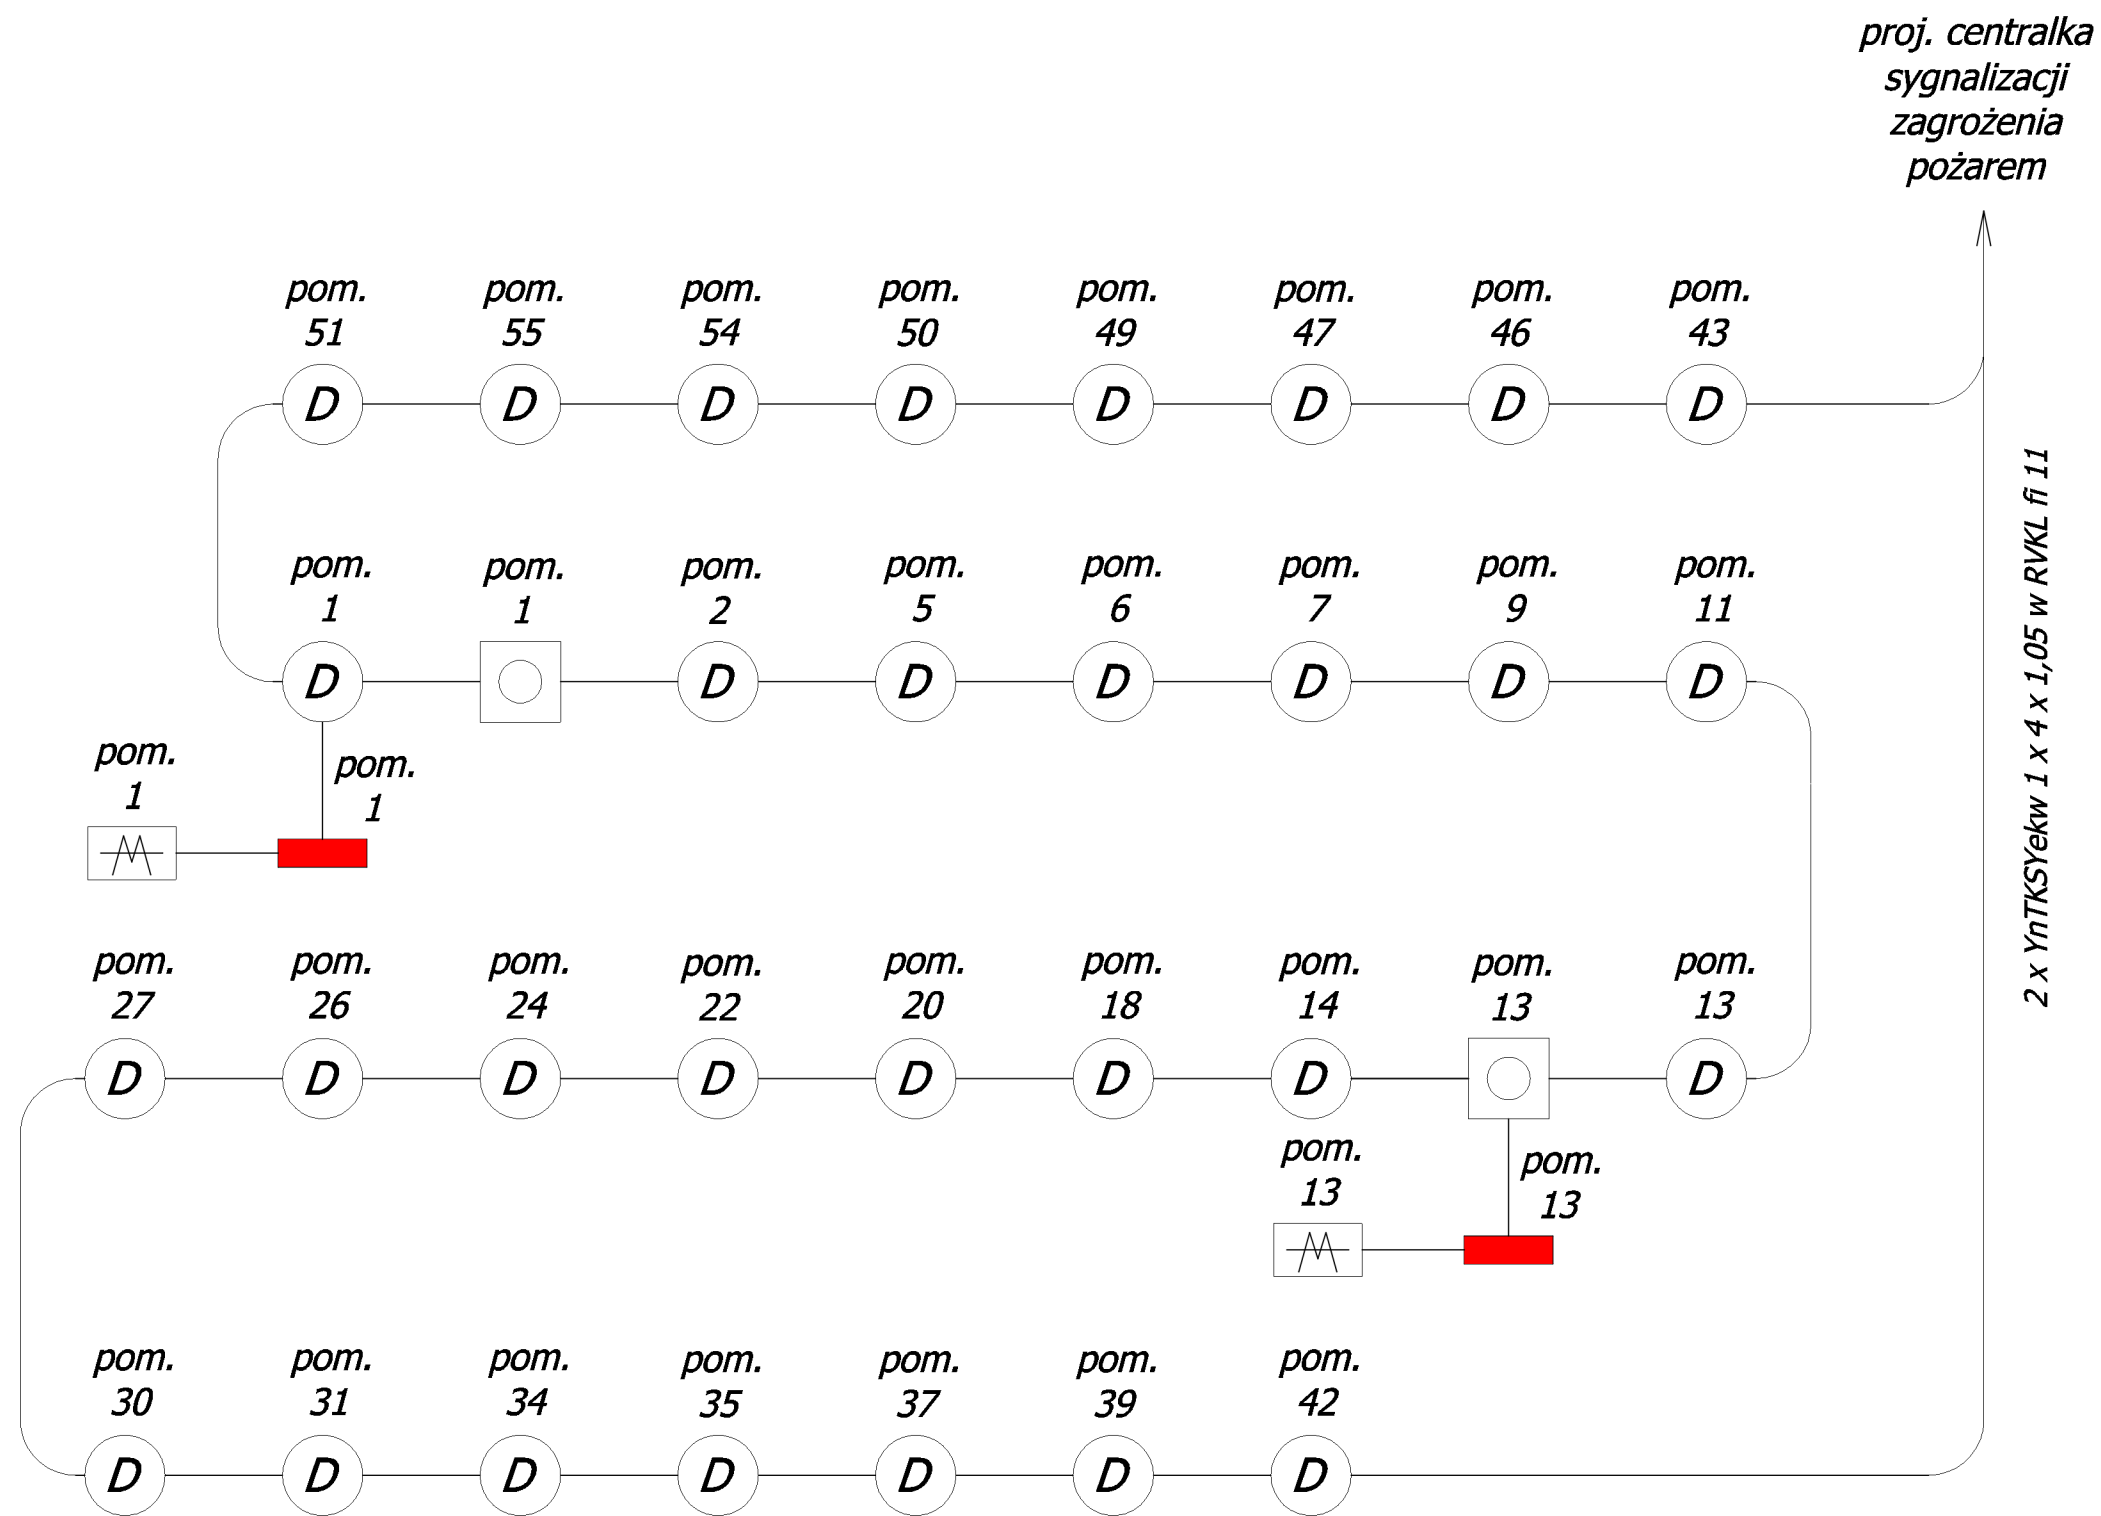 proj. centralka
sygnalizacji
zagrożenia
pożarem
pom. pom. pom. pom. pom. pom. pom. pom.
51 55 54 50 49 47 46 43
D D D D D D D D
2 x YnTKSYekw 1 x 4 x 1,05 w RVKL fi 11
pom. pom. pom. pom. pom. pom. pom. pom.
1 1 2 5 6 7 9 11
D D D D D D D
pom.
1
pom.
1
pom. pom. pom. pom. pom. pom. pom. pom. pom.
27 26 24 22 20 18 14 13 13
D D D D D D D D
pom.
13
pom.
13
pom. pom. pom. pom. pom. pom. pom.
30 31 34 35 37 39 42
D D D D D D D